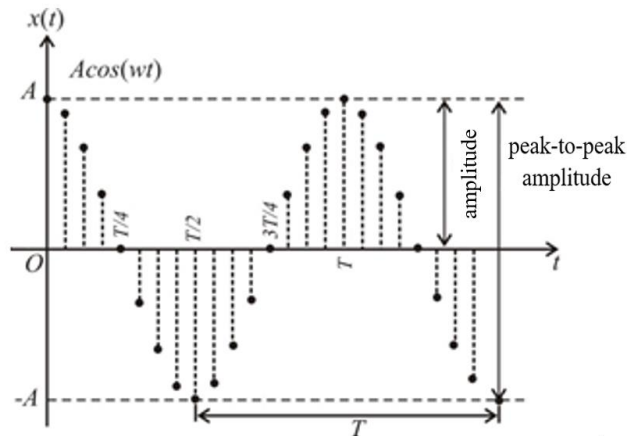 x(t)
Acos(wt)
A
amplitude
peak-to-peak
amplitude
T/4
T/2
3T/4
T
O
t
-A
T